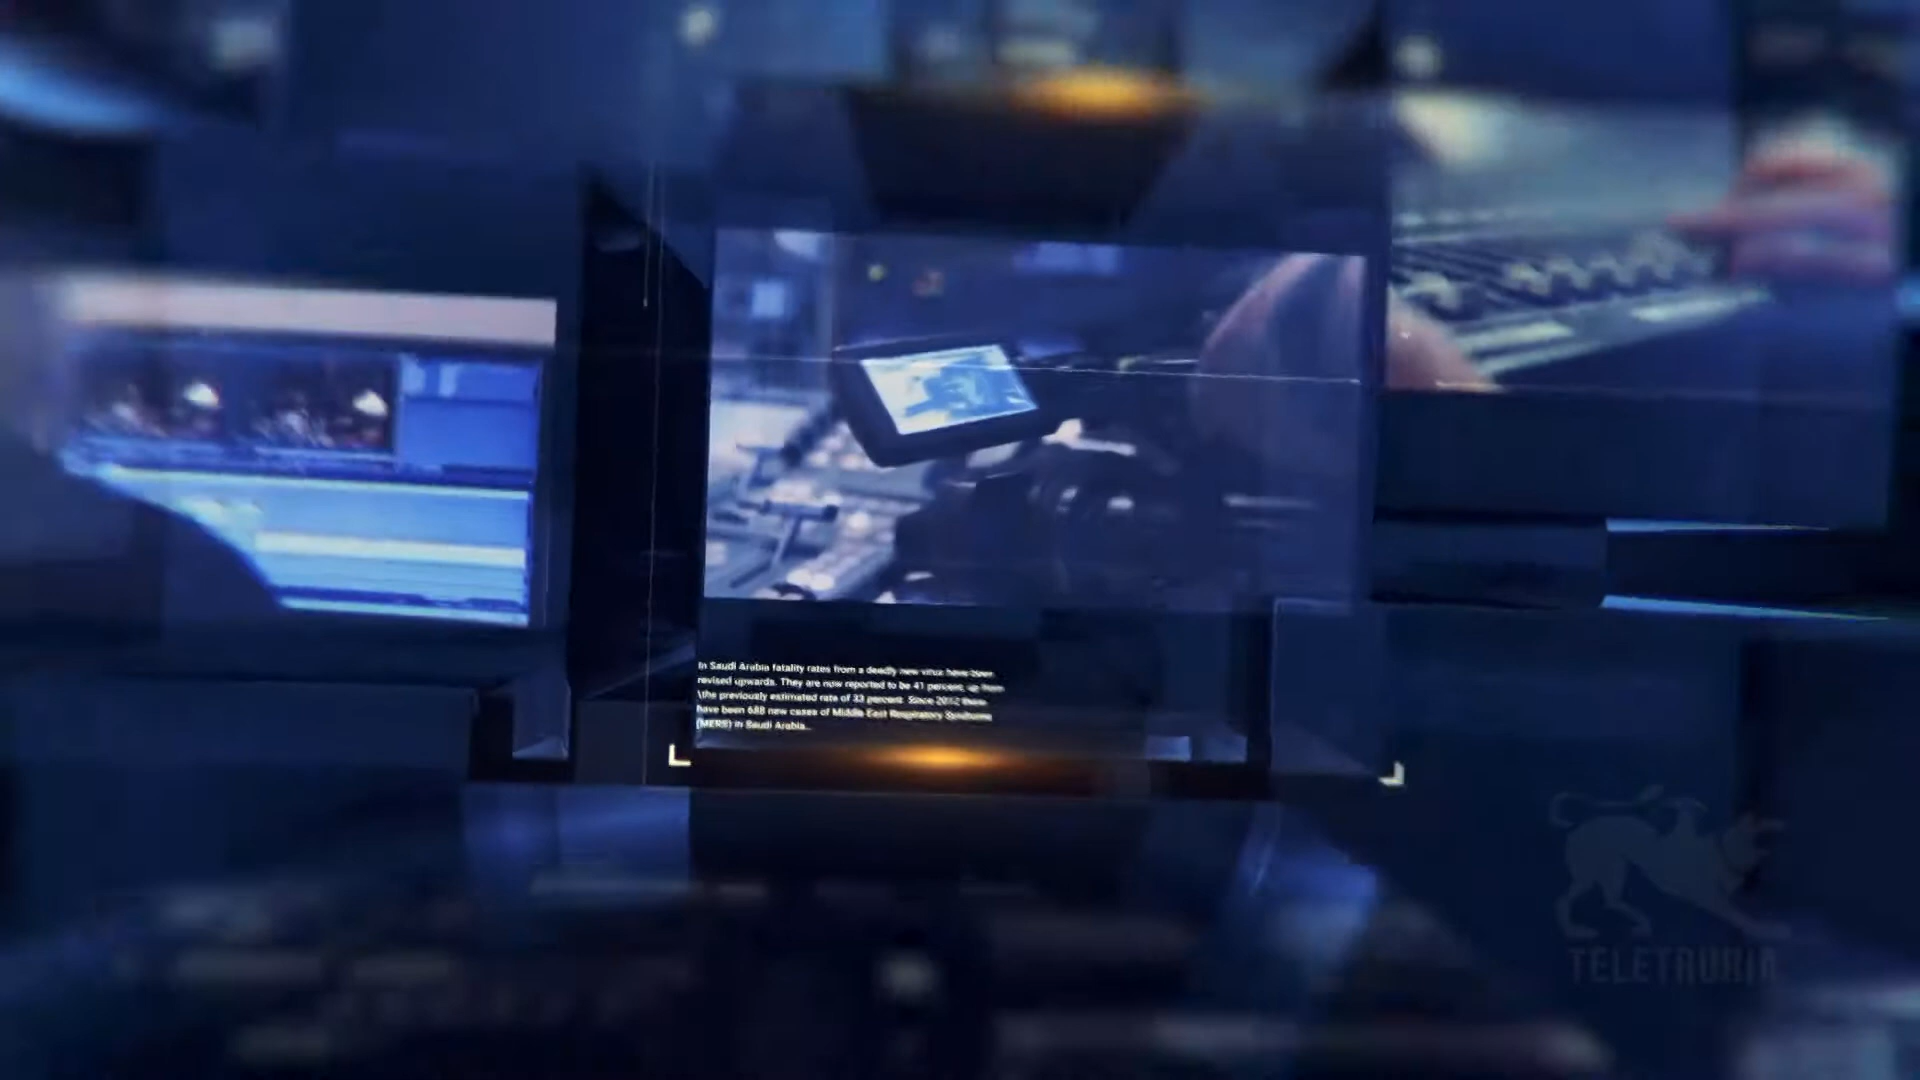 In Saudi Arabia fatality rates from a deadly new virus have been
revised upwards. They are now reported to be 41 percent, up from
\the previously estimated rate of 33 percent. Since 2012 there
have been 688 new cases of Middle East Respiratory Syndrome
(MERS) in Saudi Arabia...
TELETAURIA